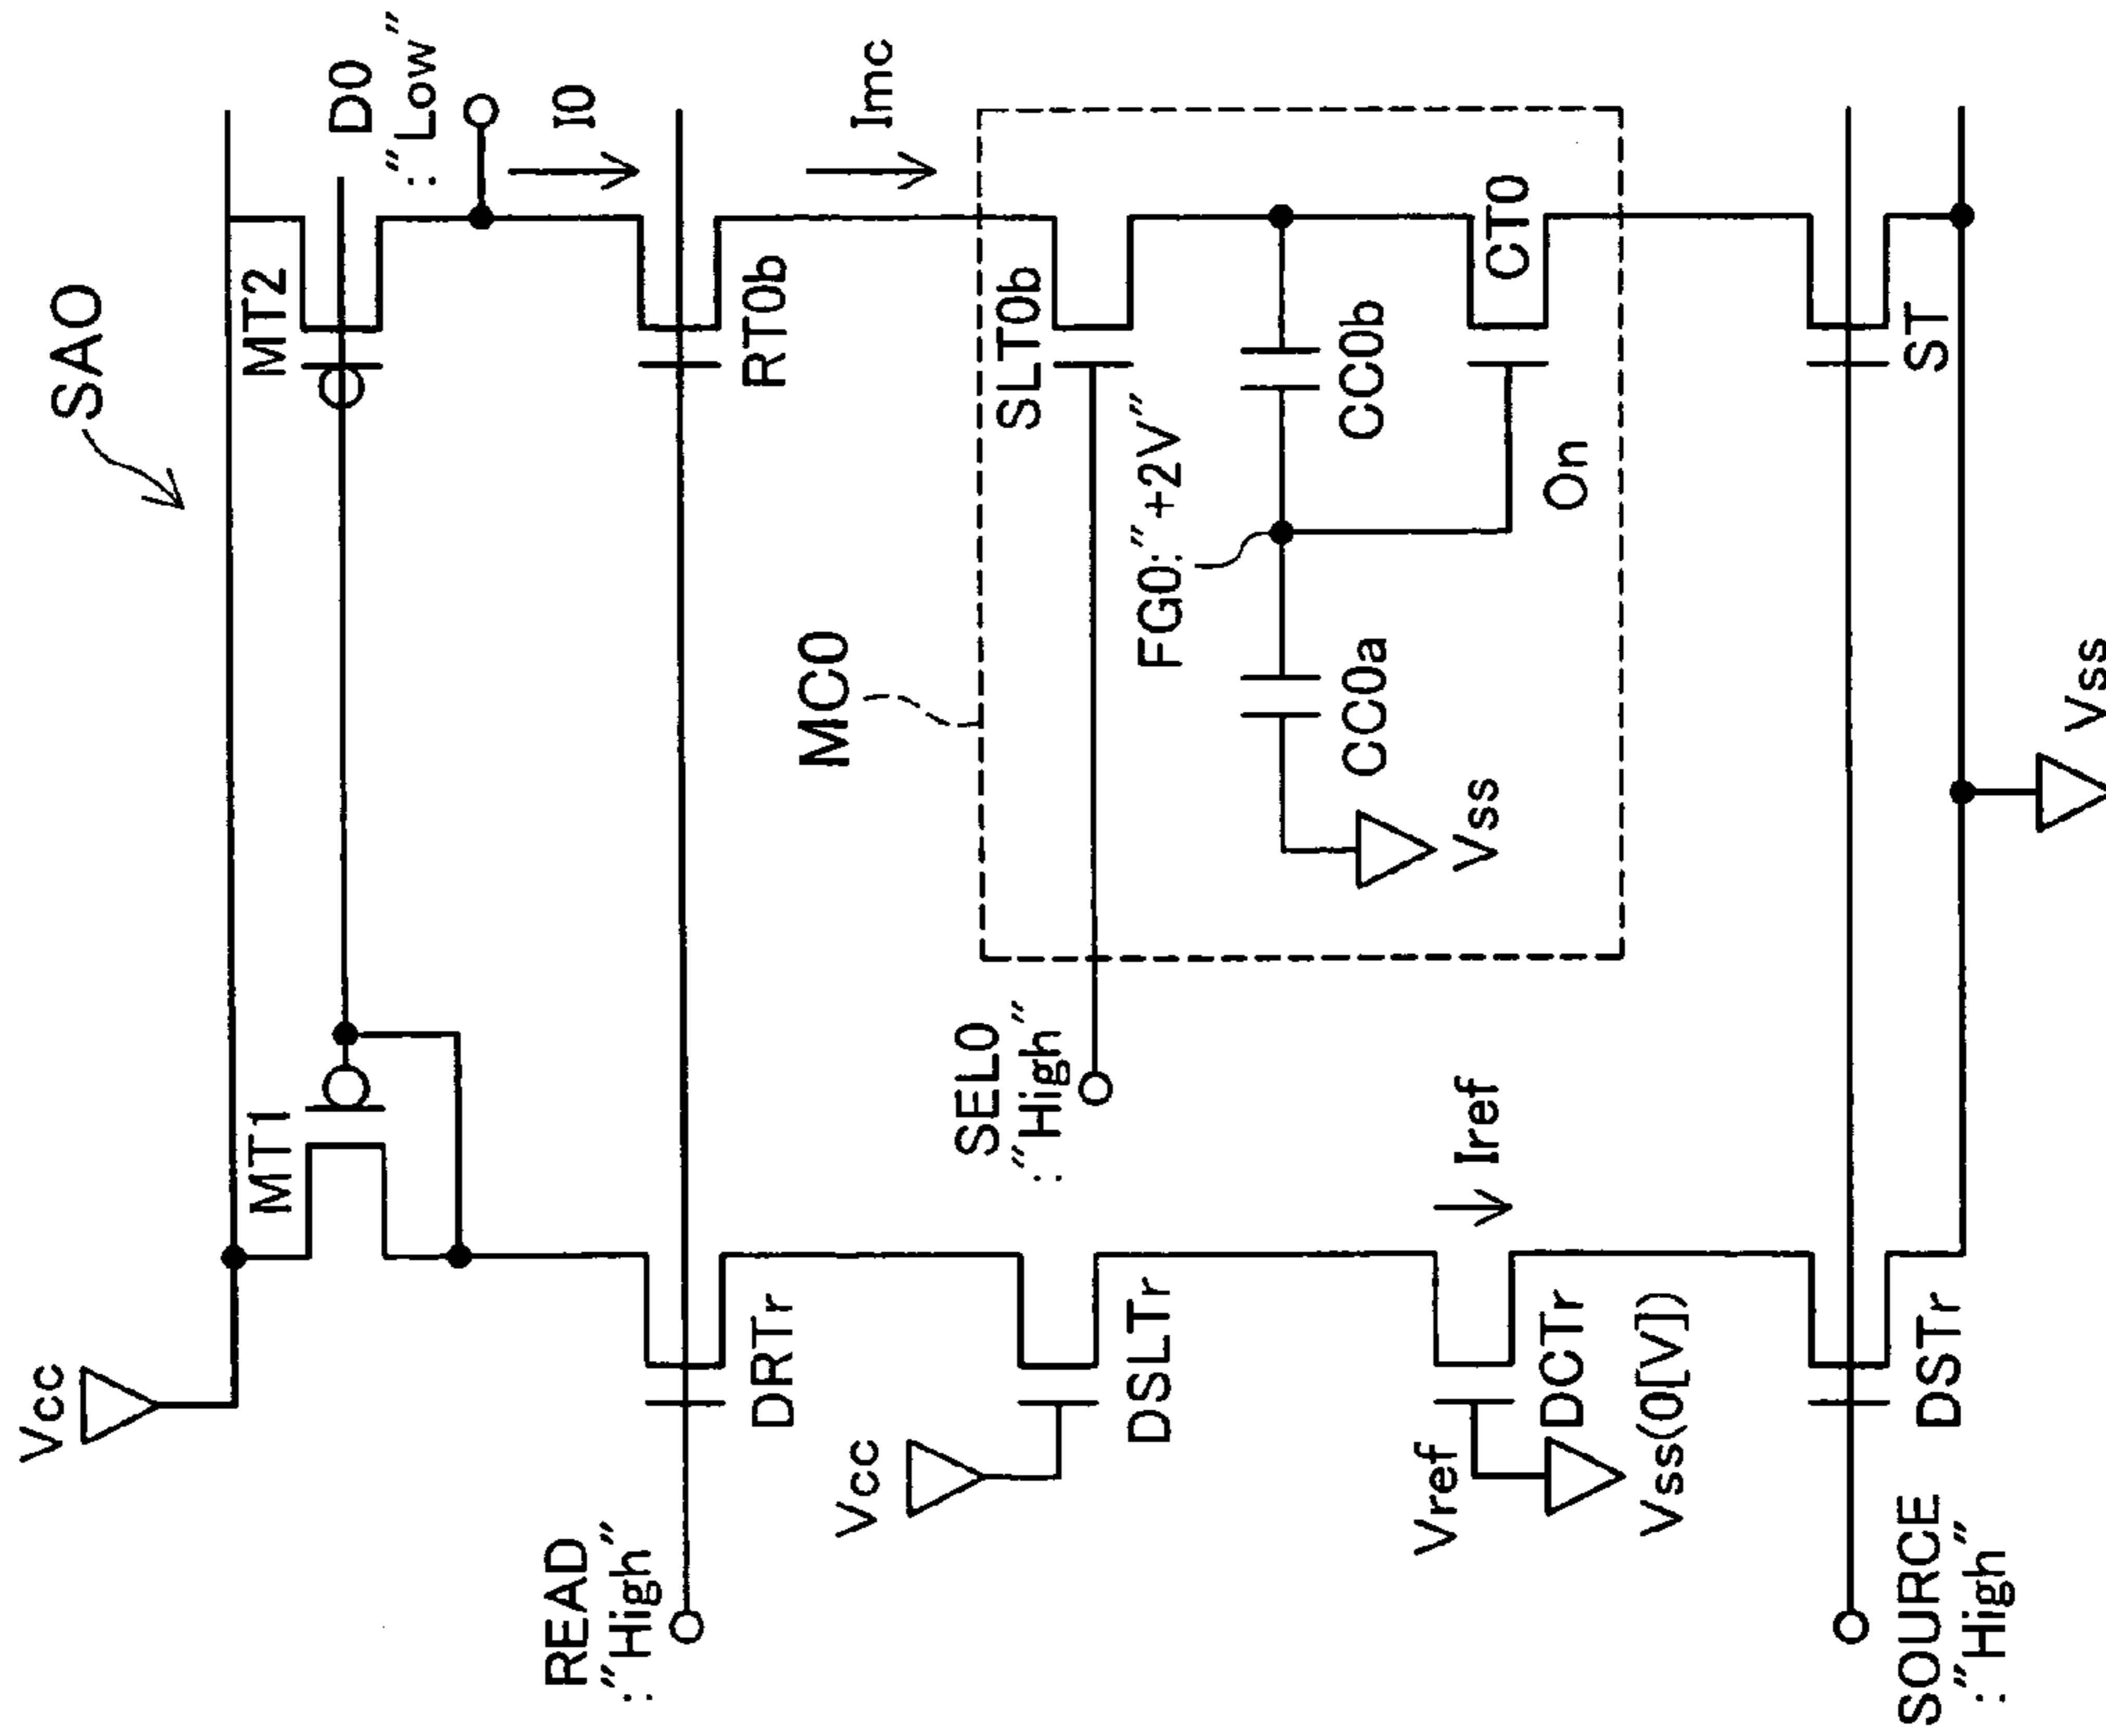 Vcc
SAO
MT1
MT2
D0
:"Low"
I0
READ
:"High"
DRTr
RT0b
Imc
MC0
Vcc
DSLTr
SEL0
:"High"
SLT0b
FG0:"+2V"
CC0a
CC0b
Vss
CT0
On
Vref
Iref
DCTr
Vss(0[V])
SOURCE
:"High"
DSTr
ST
Vss